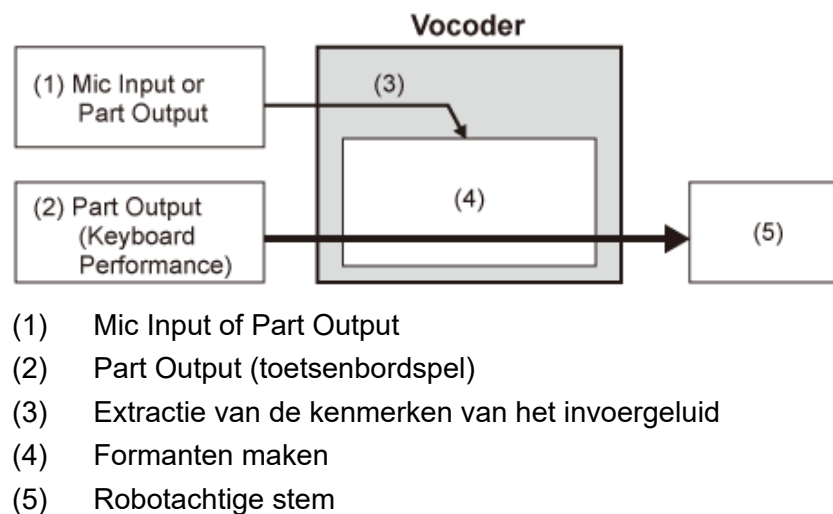 Vocoder
(1) Mic Input or
Part Output
(3)
(2) Part Output
(Keyboard
Performance)
(4)
(5)
(1) Mic Input of Part Output
(2) Part Output (toetsenbordspel)
(3) Extractie van de kenmerken van het invoergeluid
(4) Formanten maken
(5) Robotachtige stem